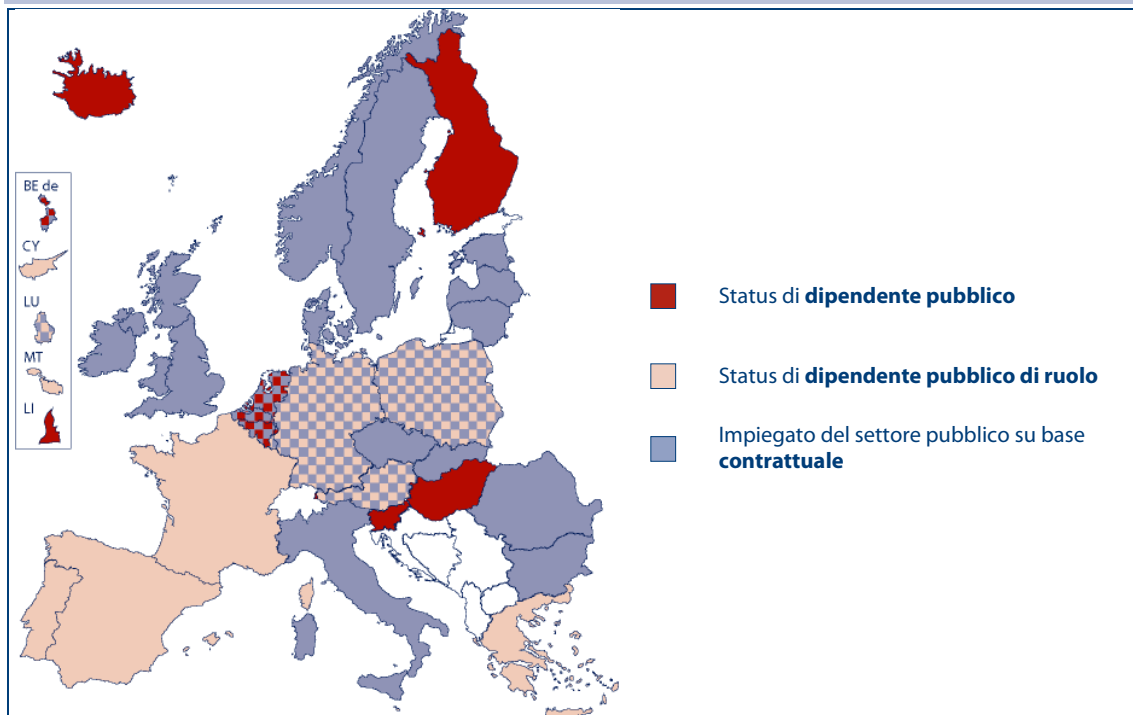 BE de
CY
LU
MT
LI
Status di dipendente pubblico
Status di dipendente pubblico di ruolo
Impiegato del settore pubblico su base
contrattuale